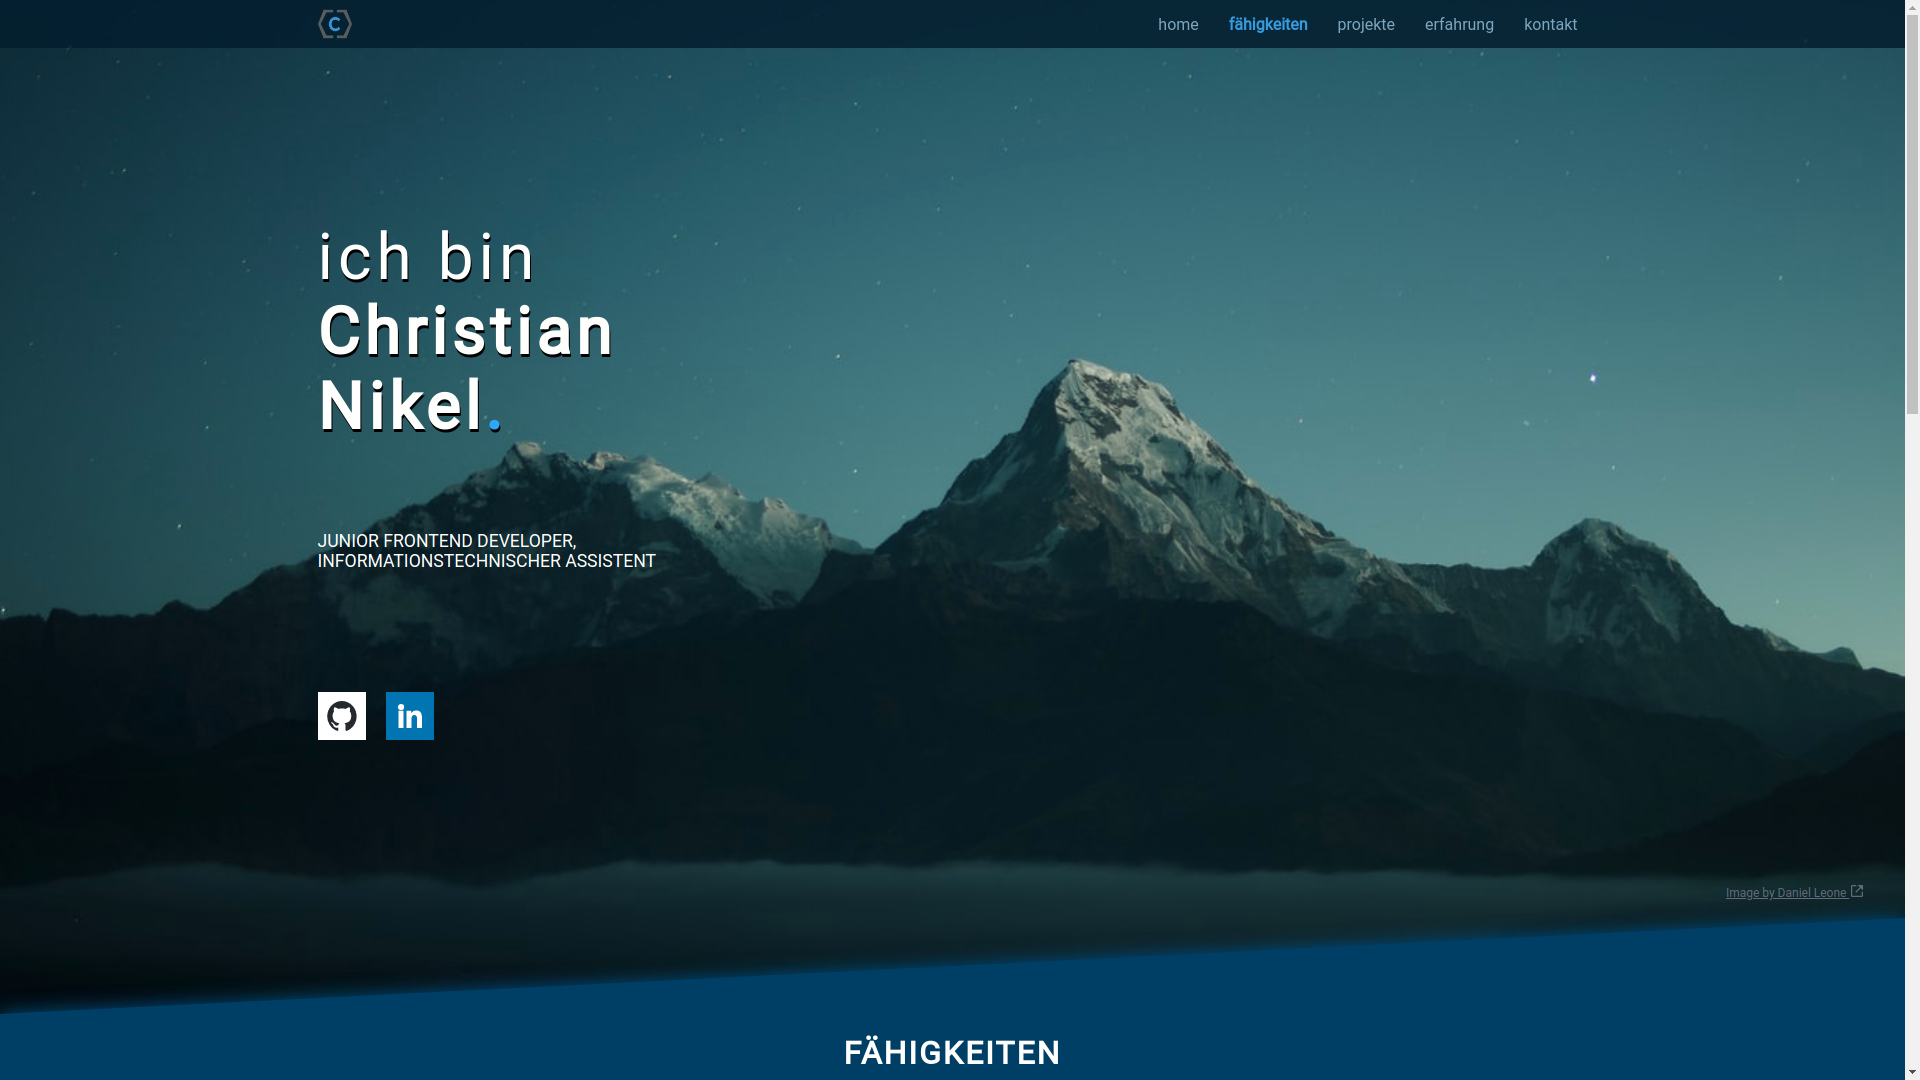 C
home
fähigkeiten
projekte
erfahrung
kontakt
ich bin
Christian
Nikel.
JUNIOR FRONTEND DEVELOPER,
INFORMATIONSTECHNISCHER ASSISTENT
in
Image by Daniel Leone
FÄHIGKEITEN